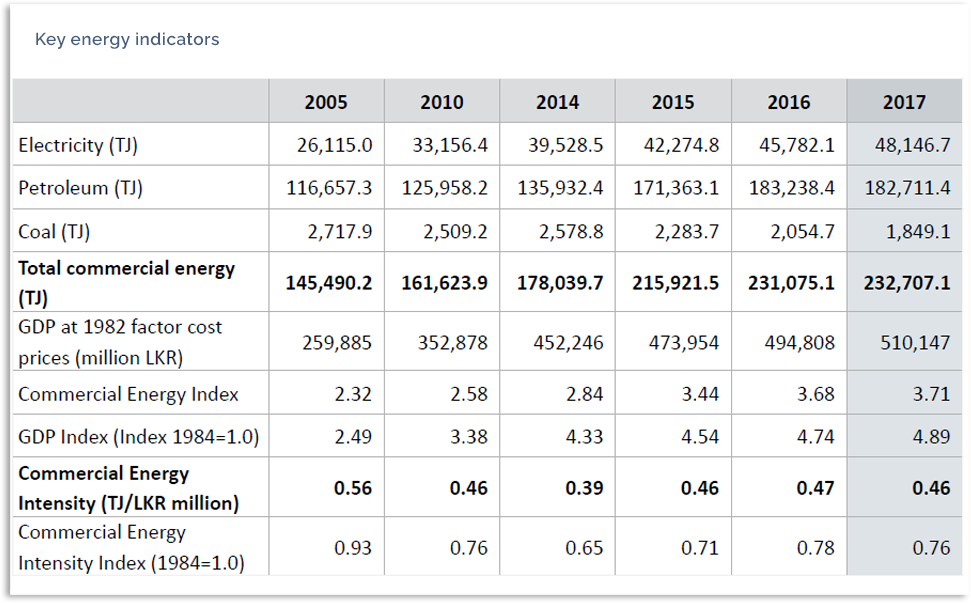 Key energy indicators
2005 2010 2014 2015 2016 2017
Electricity (TJ) 26,115.0 33,156.4 39,528.5 42,274.8 45,782.1 48,146.7
Petroleum (TJ) 116,657.3 125,958.2 135,932.4 171,363.1 183,238.4 182,711.4
Coal (TJ) 2,717.9 2,509.2 2,578.8 2,283.7 2,054.7 1,849.1
Total commercial energy
(TJ) 145,490.2 161,623.9 178,039.7 215,921.5 231,075.1 232,707.1
GDP at 1982 factor cost
prices (million LKR) 259,885 352,878 452,246 473,954 494,808 510,147
Commercial Energy Index 2.32 2.58 2.84 3.44 3.68 3.71
GDP Index (Index 1984=1.0) 2.49 3.38 4.33 4.54 4.74 4.89
Commercial Energy
Intensity (TJ/LKR million) 0.56 0.46 0.39 0.46 0.47 0.46
Commercial Energy
Intensity Index (1984=1.0) 0.93 0.76 0.65 0.71 0.78 0.76